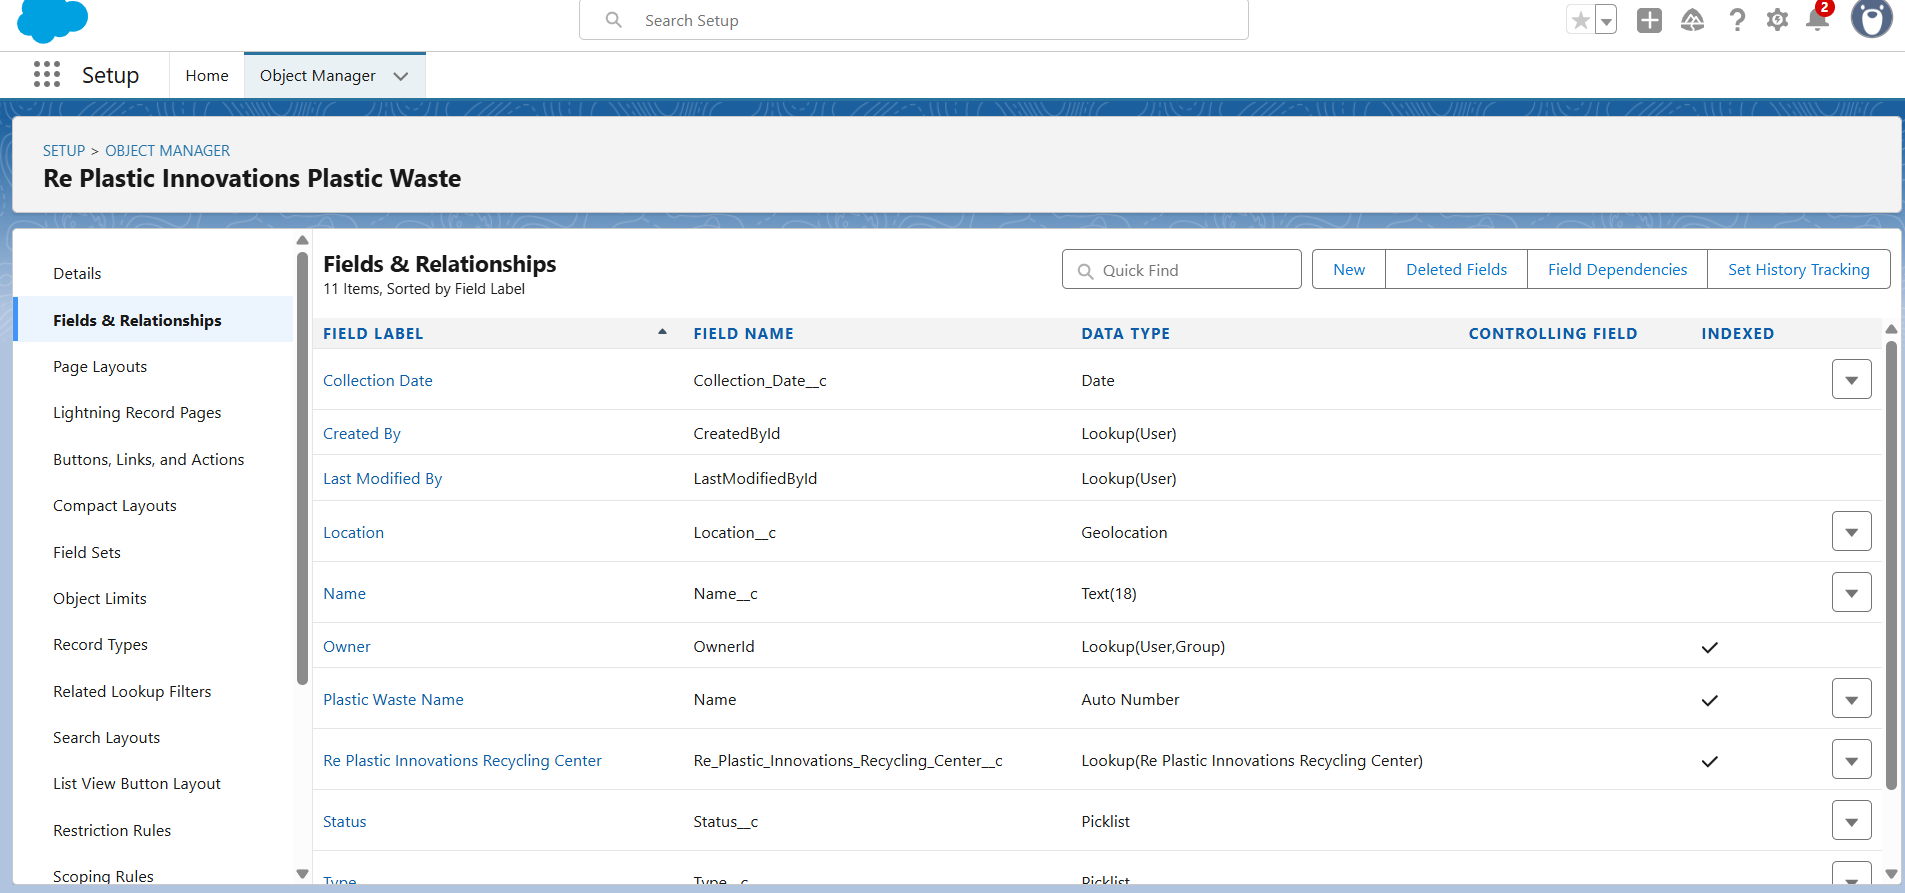 Search Setup
2
Setup
Home
Object Manager
SETUP > OBJECT MANAGER
Re Plastic Innovations Plastic Waste
Details
Fields & Relationships
Page Layouts
Lightning Record Pages
Buttons, Links, and Actions
Compact Layouts
Field Sets
Object Limits
Record Types
Related Lookup Filters
Search Layouts
List View Button Layout
Restriction Rules
Scoping Rules
Fields & Relationships
11 Items, Sorted by Field Label
Quick Find
New
Deleted Fields
Field Dependencies
Set History Tracking
FIELD LABEL FIELD NAME DATA TYPE CONTROLLING FIELD INDEXED
Collection Date Collection_Date__c Date
Created By CreatedById Lookup(User)
Last Modified By LastModifiedById Lookup(User)
Location Location__c Geolocation
Name Name__c Text(18)
Owner OwnerId Lookup(User,Group)
Plastic Waste Name Name Auto Number
Re Plastic Innovations Recycling Center Re_Plastic_Innovations_Recycling_Center__c Lookup(Re Plastic Innovations Recycling Center)
Status Status__c Picklist
Type Type__c Picklist